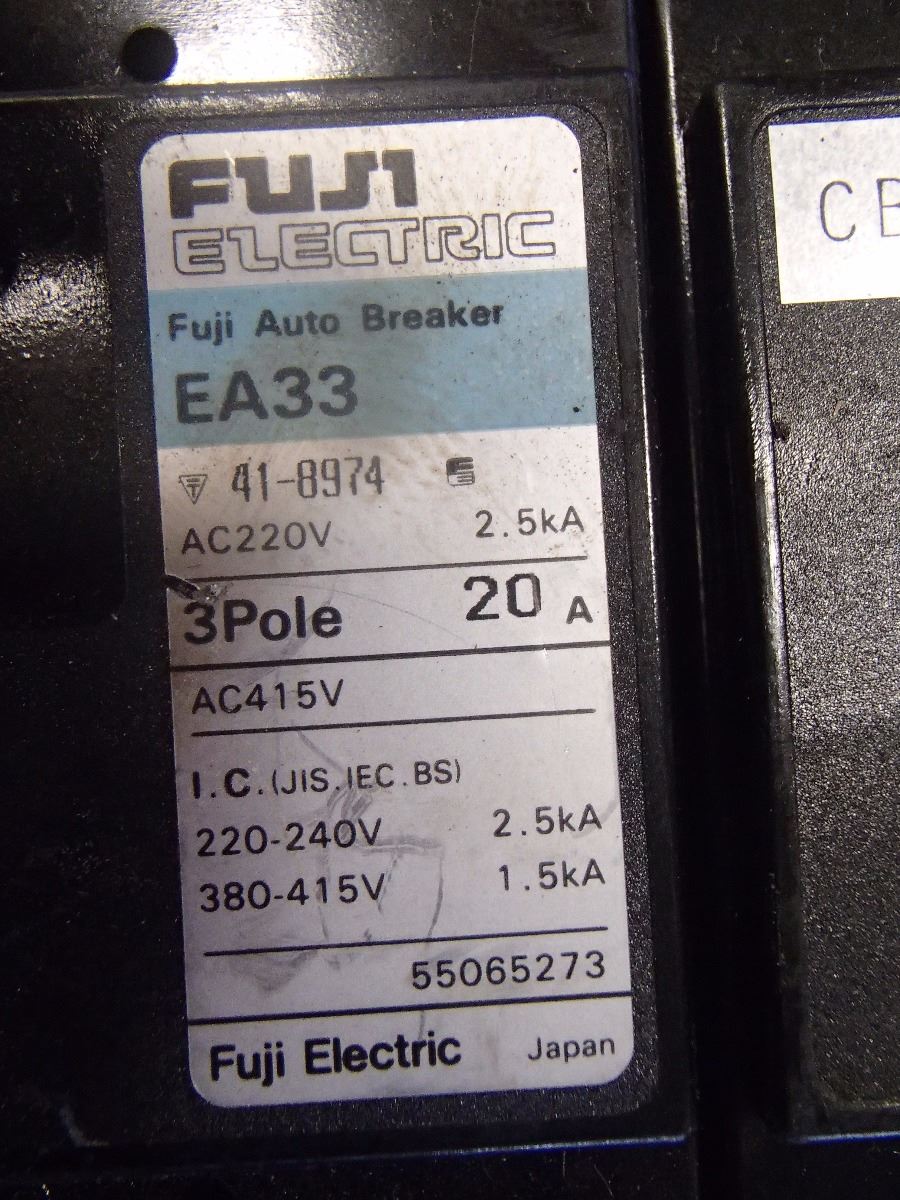 FUJI
ELECTRIC
Fuji Auto Breaker
EA33
41-8974
AC220V 2.5kA
3Pole 20 A
AC415V
I.C.(JIS.IEC.BS)
220-240V 2.5kA
380-415V 1.5kA
55065273
Fuji Electric Japan
CB